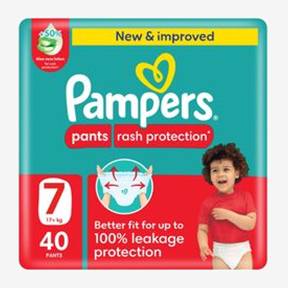 New & improved
+50%
Pampers
pants rash protection*
7
17+ kg
40
PANTS
Better fit for up to
100% leakage
protection